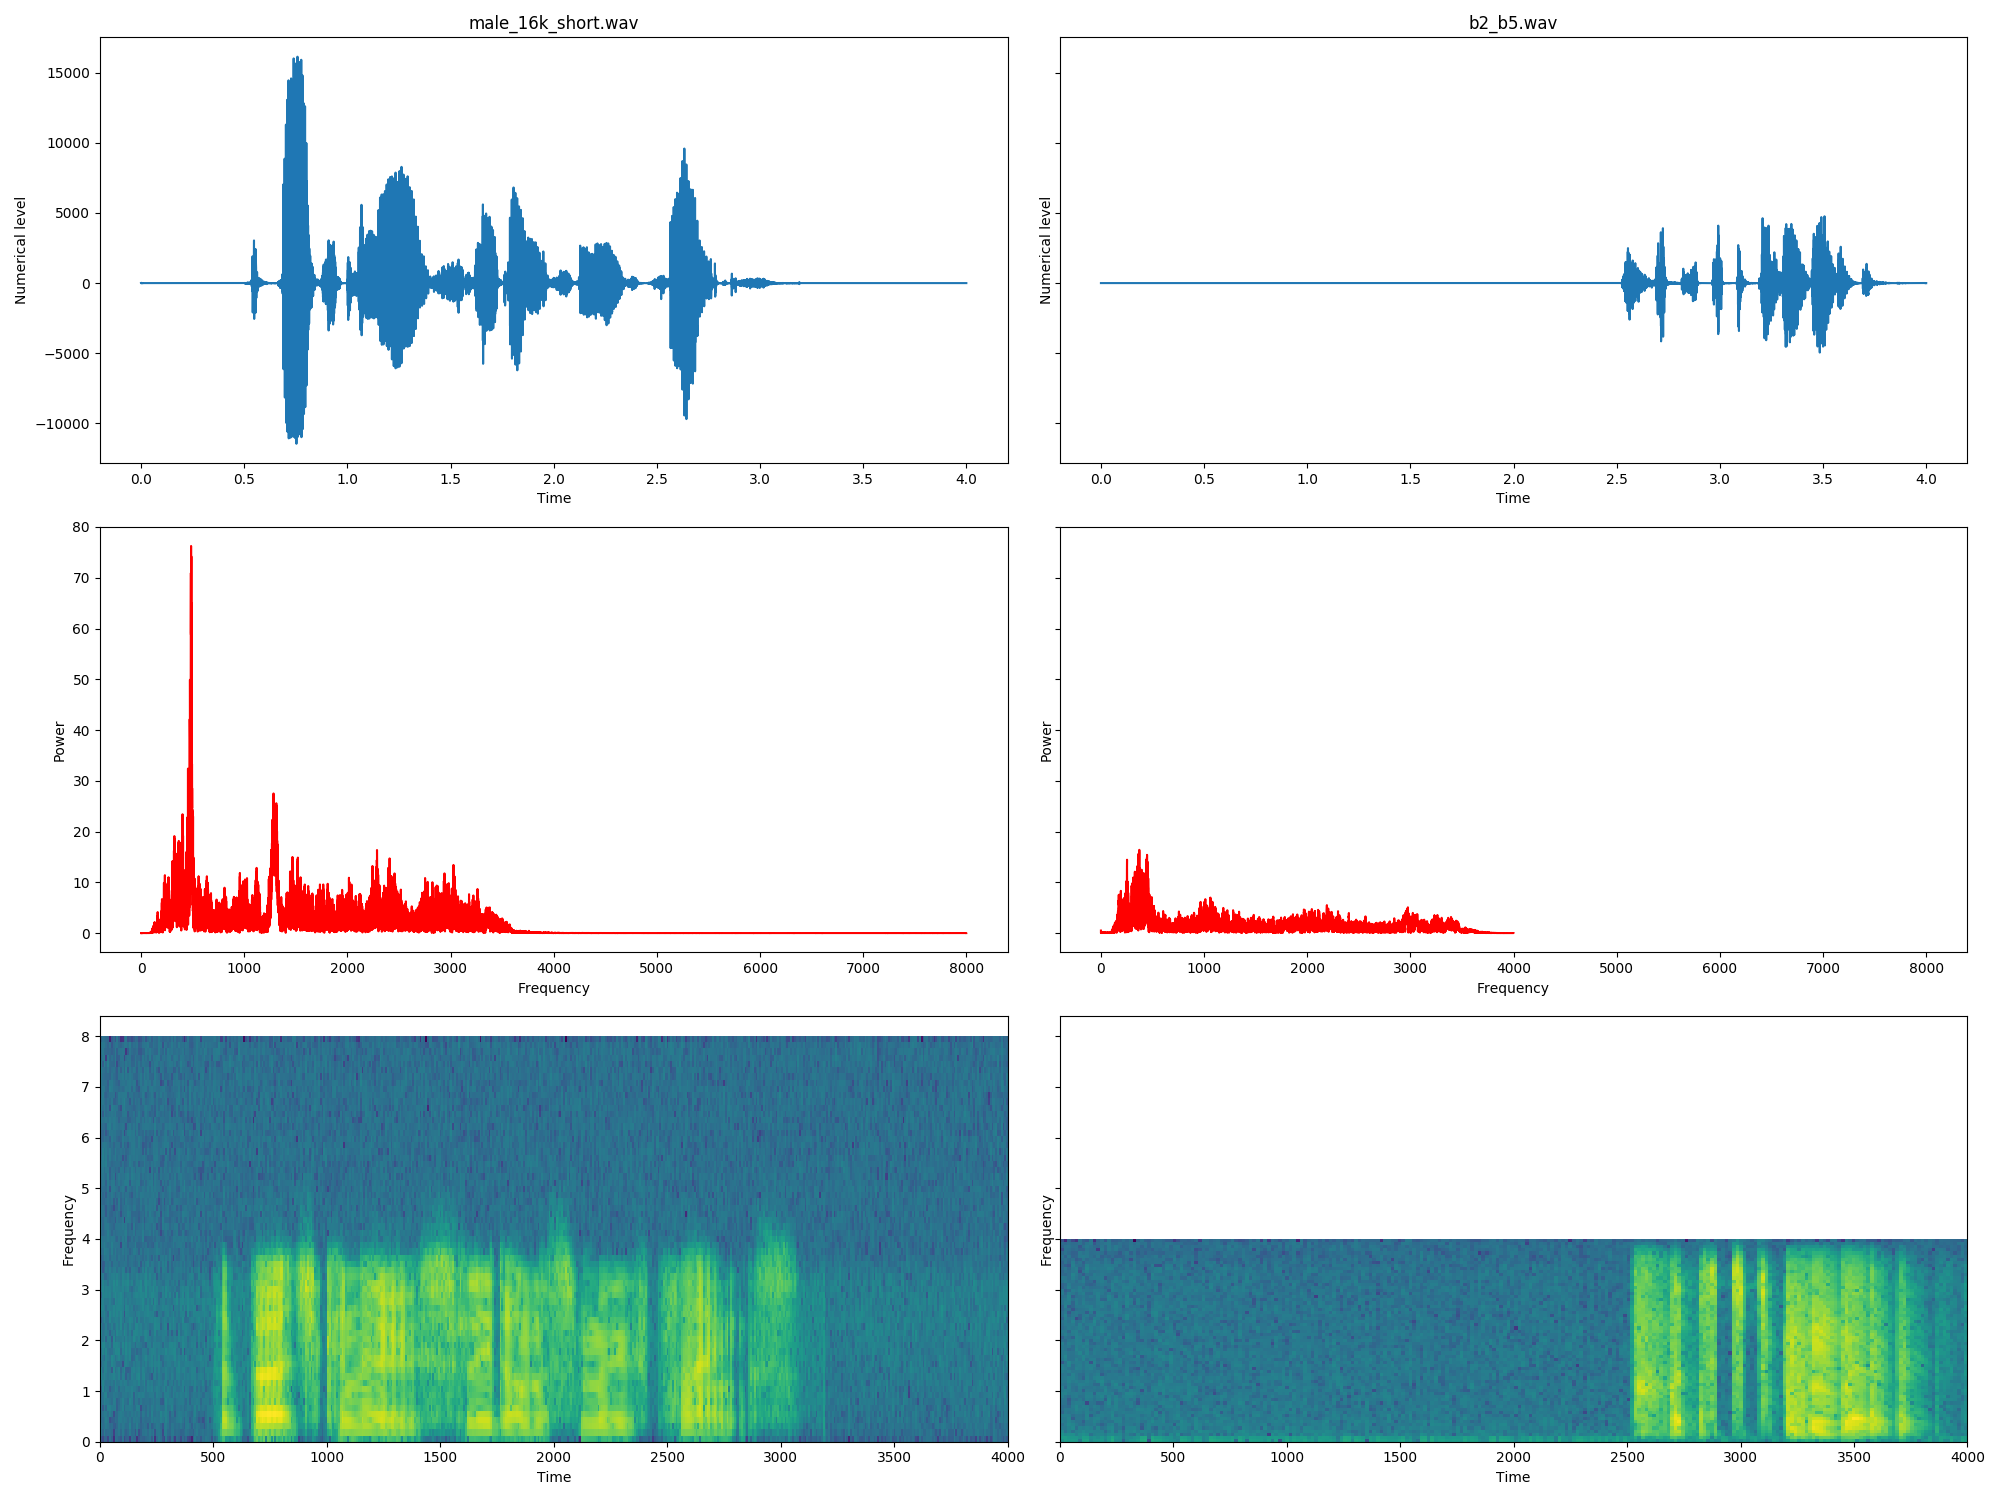 male_16k_short.wav
b2_b5.wav
15000
10000
5000
0
−5000
−10000
Numerical level
0.0 0.5 1.0 1.5 2.0 2.5 3.0 3.5 4.0
Time
Numerical level
0.0 0.5 1.0 1.5 2.0 2.5 3.0 3.5 4.0
Time
80
70
60
50
40
30
20
10
0
Power
0 1000 2000 3000 4000 5000 6000 7000 8000
Frequency
Power
0 1000 2000 3000 4000 5000 6000 7000 8000
Frequency
8
7
6
5
4
3
2
1
0
Frequency
0 500 1000 1500 2000 2500 3000 3500 4000
Time
Frequency
0 500 1000 1500 2000 2500 3000 3500 4000
Time